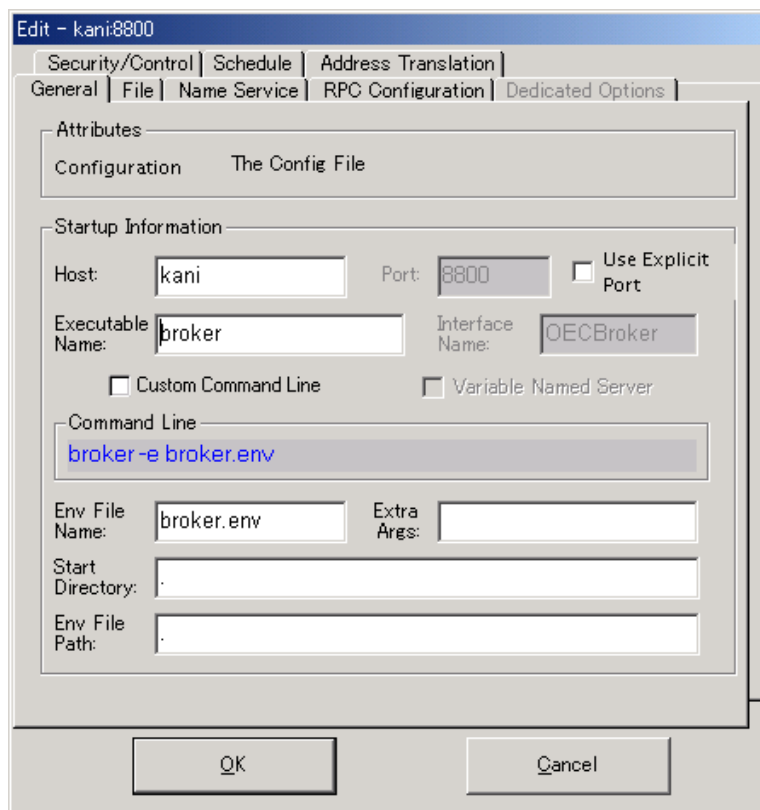 Edit - kani:8800
Security/Control Schedule Address Translation
General File Name Service RPC Configuration Dedicated Options
Attributes
Configuration The Config File
Startup Information
Host: kani Port: 8800 Use Explicit Port
Executable Name: broker Interface Name: OECBroker
Custom Command Line Variable Named Server
Command Line
broker -e broker.env
Env File Name: broker.env Extra Args:
Start Directory: .
Env File Path: .
OK Cancel